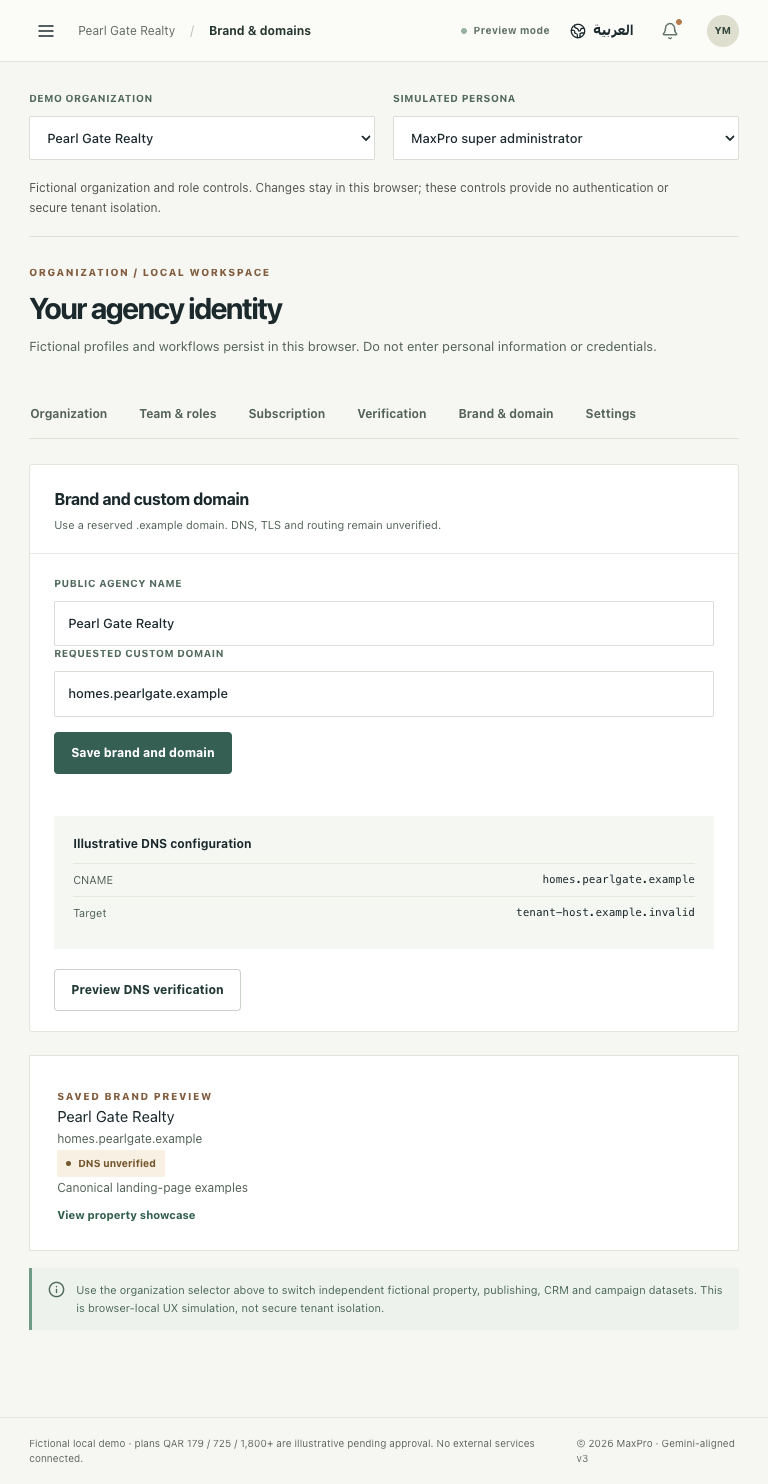 Pearl Gate Realty / Brand & domains
Preview mode
العربية
YM
DEMO ORGANIZATION
Pearl Gate Realty
SIMULATED PERSONA
MaxPro super administrator
Fictional organization and role controls. Changes stay in this browser; these controls provide no authentication or
secure tenant isolation.
ORGANIZATION / LOCAL WORKSPACE
Your agency identity
Fictional profiles and workflows persist in this browser. Do not enter personal information or credentials.
Organization Team & roles Subscription Verification Brand & domain Settings
Brand and custom domain
Use a reserved .example domain. DNS, TLS and routing remain unverified.
PUBLIC AGENCY NAME
Pearl Gate Realty
REQUESTED CUSTOM DOMAIN
homes.pearlgate.example
Save brand and domain
Illustrative DNS configuration
CNAME homes.pearlgate.example
Target tenant-host.example.invalid
Preview DNS verification
SAVED BRAND PREVIEW
Pearl Gate Realty
homes.pearlgate.example
DNS unverified
Canonical landing-page examples
View property showcase
Use the organization selector above to switch independent fictional property, publishing, CRM and campaign datasets. This
is browser-local UX simulation, not secure tenant isolation.
Fictional local demo · plans QAR 179 / 725 / 1,800+ are illustrative pending approval. No external services
connected.
© 2026 MaxPro · Gemini-aligned
v3